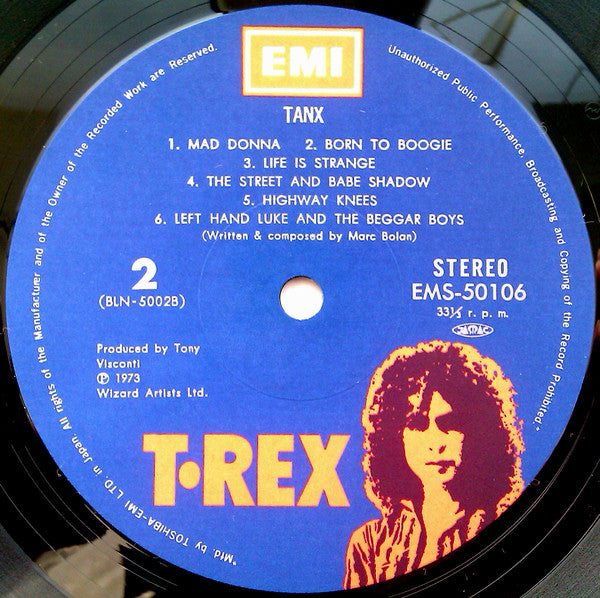 EMI
TANX
1. MAD DONNA 2. BORN TO BOOGIE
3. LIFE IS STRANGE
4. THE STREET AND BABE SHADOW
5. HIGHWAY KNEES
6. LEFT HAND LUKE AND THE BEGGAR BOYS
(Written & composed by Marc Bolan)
2
(BLN-5002B)
STEREO
EMS-50106
33⅓ r. p. m.
JASRAC
Produced by Tony
Visconti
Ⓟ 1973
Wizard Artists Ltd.
T•REX
"Mfd. by TOSHIBA-EMI LTD. in Japan. All rights of the Manufacturer and of the Owner of the Recorded Work are Reserved. Unauthorized Public Performance, Broadcasting and Copying of the Record Prohibited."